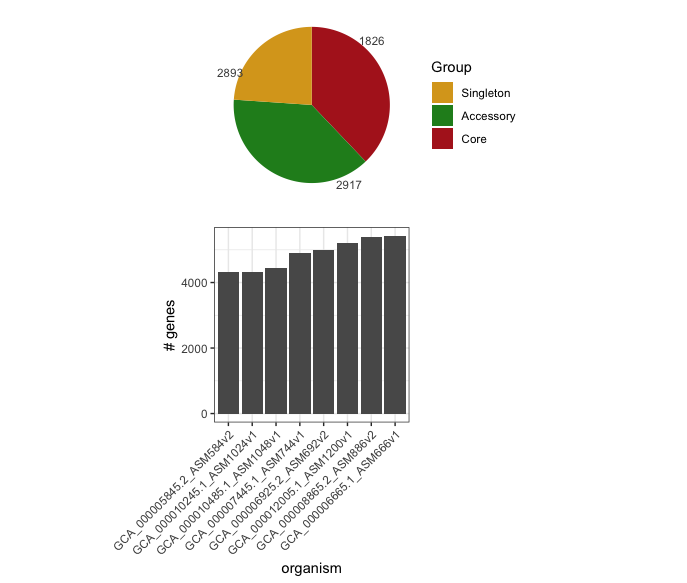 1826
2893
2917
Group
Singleton
Accessory
Core
# genes
4000
2000
0
GCA_000005845.2_ASM584v2
GCA_000010245.1_ASM1024v1
GCA_000010485.1_ASM1048v1
GCA_000007445.1_ASM744v1
GCA_000006925.2_ASM692v2
GCA_000012005.1_ASM1200v1
GCA_000008865.2_ASM886v2
GCA_000006665.1_ASM666v1
organism